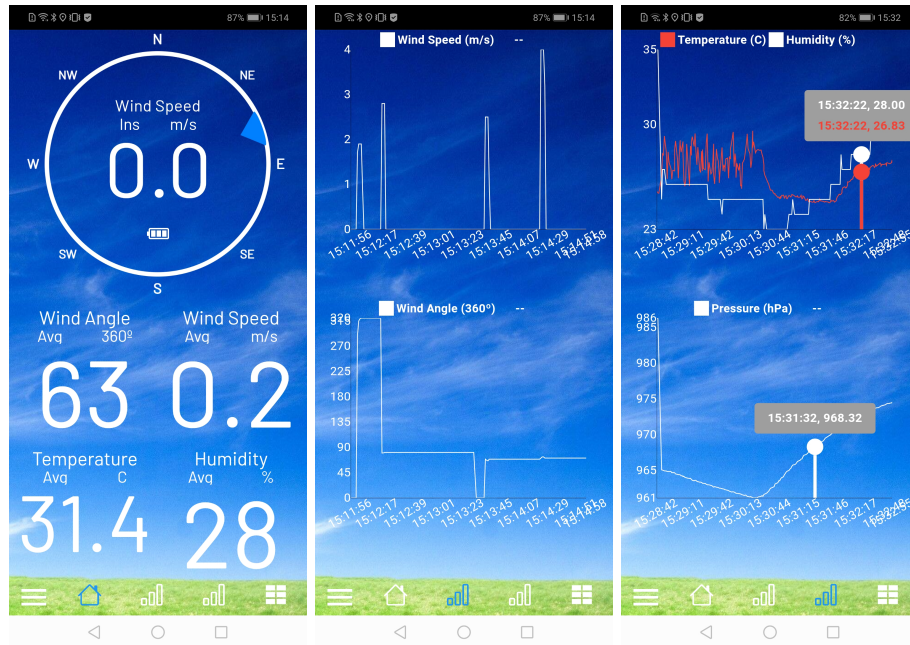 87% 15:14
N
NW NE
Wind Speed
Ins m/s
W 0.0 E
SW SE
S
Wind Angle Wind Speed
Avg 360º Avg m/s
63 0.2
Temperature Humidity
Avg C Avg %
31.4 28
87% 15:14
Wind Speed (m/s) --
4
3
2
1
0
15:11:56 15:12:17 15:12:39 15:13:01 15:13:23 15:13:45 15:14:07 15:14:29 15:14:58
Wind Angle (360º) --
320
315
270
225
180
135
90
45
0
15:11:56 15:12:17 15:12:39 15:13:01 15:13:23 15:13:45 15:14:07 15:14:29 15:14:58
82% 15:32
Temperature (C) Humidity (%)
35
15:32:22, 28.00
15:32:22, 26.83
30
23
15:28:42 15:29:11 15:29:42 15:30:13 15:30:44 15:31:15 15:31:46 15:32:17
Pressure (hPa) --
986
985
980
975
15:31:32, 968.32
970
965
961
15:28:42 15:29:11 15:29:42 15:30:13 15:30:44 15:31:15 15:31:46 15:32:17